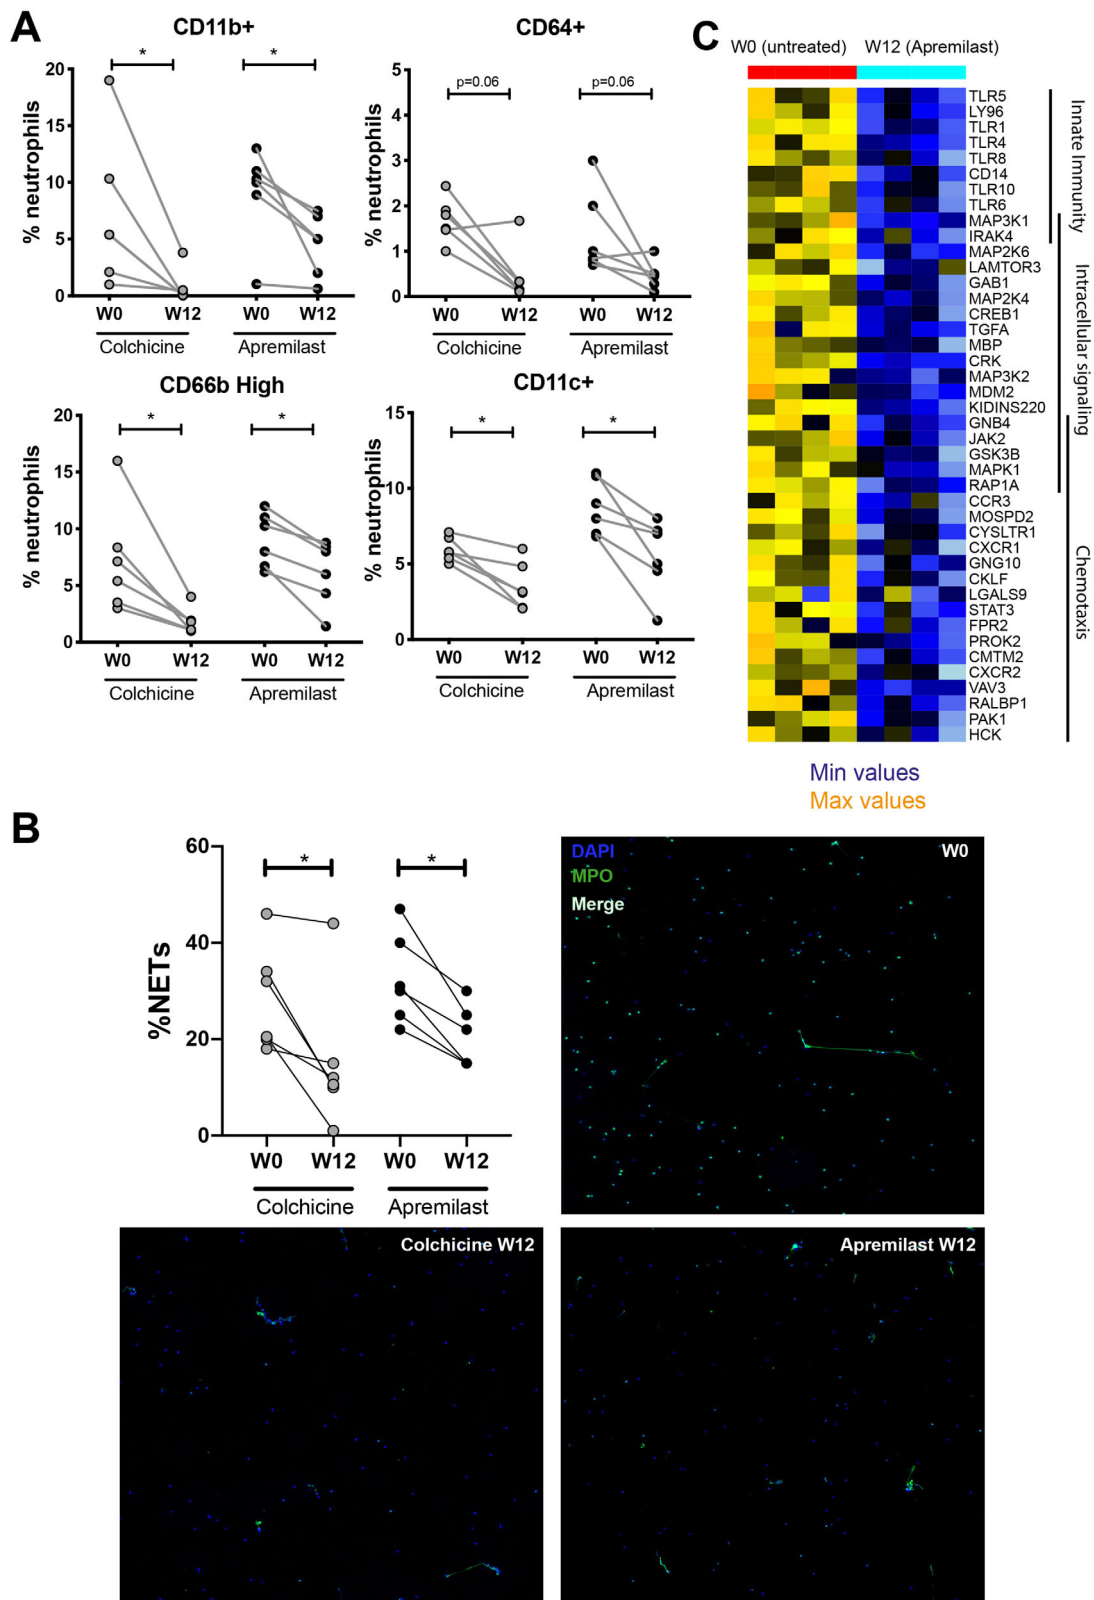 A
CD11b+
% neutrophils
20
15
10
5
0
*
*
W0
W12
W0
W12
Colchicine
Apremilast
CD64+
% neutrophils
5
4
3
2
1
0
p=0.06
p=0.06
W0
W12
W0
W12
Colchicine
Apremilast
CD66b High
% neutrophils
20
15
10
5
0
*
*
W0
W12
W0
W12
Colchicine
Apremilast
CD11c+
% neutrophils
15
10
5
0
*
*
W0
W12
W0
W12
Colchicine
Apremilast
C
W0 (untreated)
W12 (Apremilast)
TLR5
LY96
TLR1
TLR4
TLR8
CD14
TLR10
TLR6
MAP3K1
IRAK4
MAP2K6
LAMTOR3
GAB1
MAP2K4
CREB1
TGFA
MBP
CRK
MAP3K2
MDM2
KIDINS220
GNB4
JAK2
GSK3B
MAPK1
RAP1A
CCR3
MOSPD2
CYSLTR1
CXCR1
GNG10
CKLF
LGALS9
STAT3
FPR2
PROK2
CMTM2
CXCR2
VAV3
RALBP1
PAK1
HCK
Innate Immunity
Intracellular signaling
Chemotaxis
Min values
Max values
B
%NETs
60
40
20
0
*
*
W0
W12
W0
W12
Colchicine
Apremilast
DAPI
MPO
Merge
W0
Colchicine W12
Apremilast W12